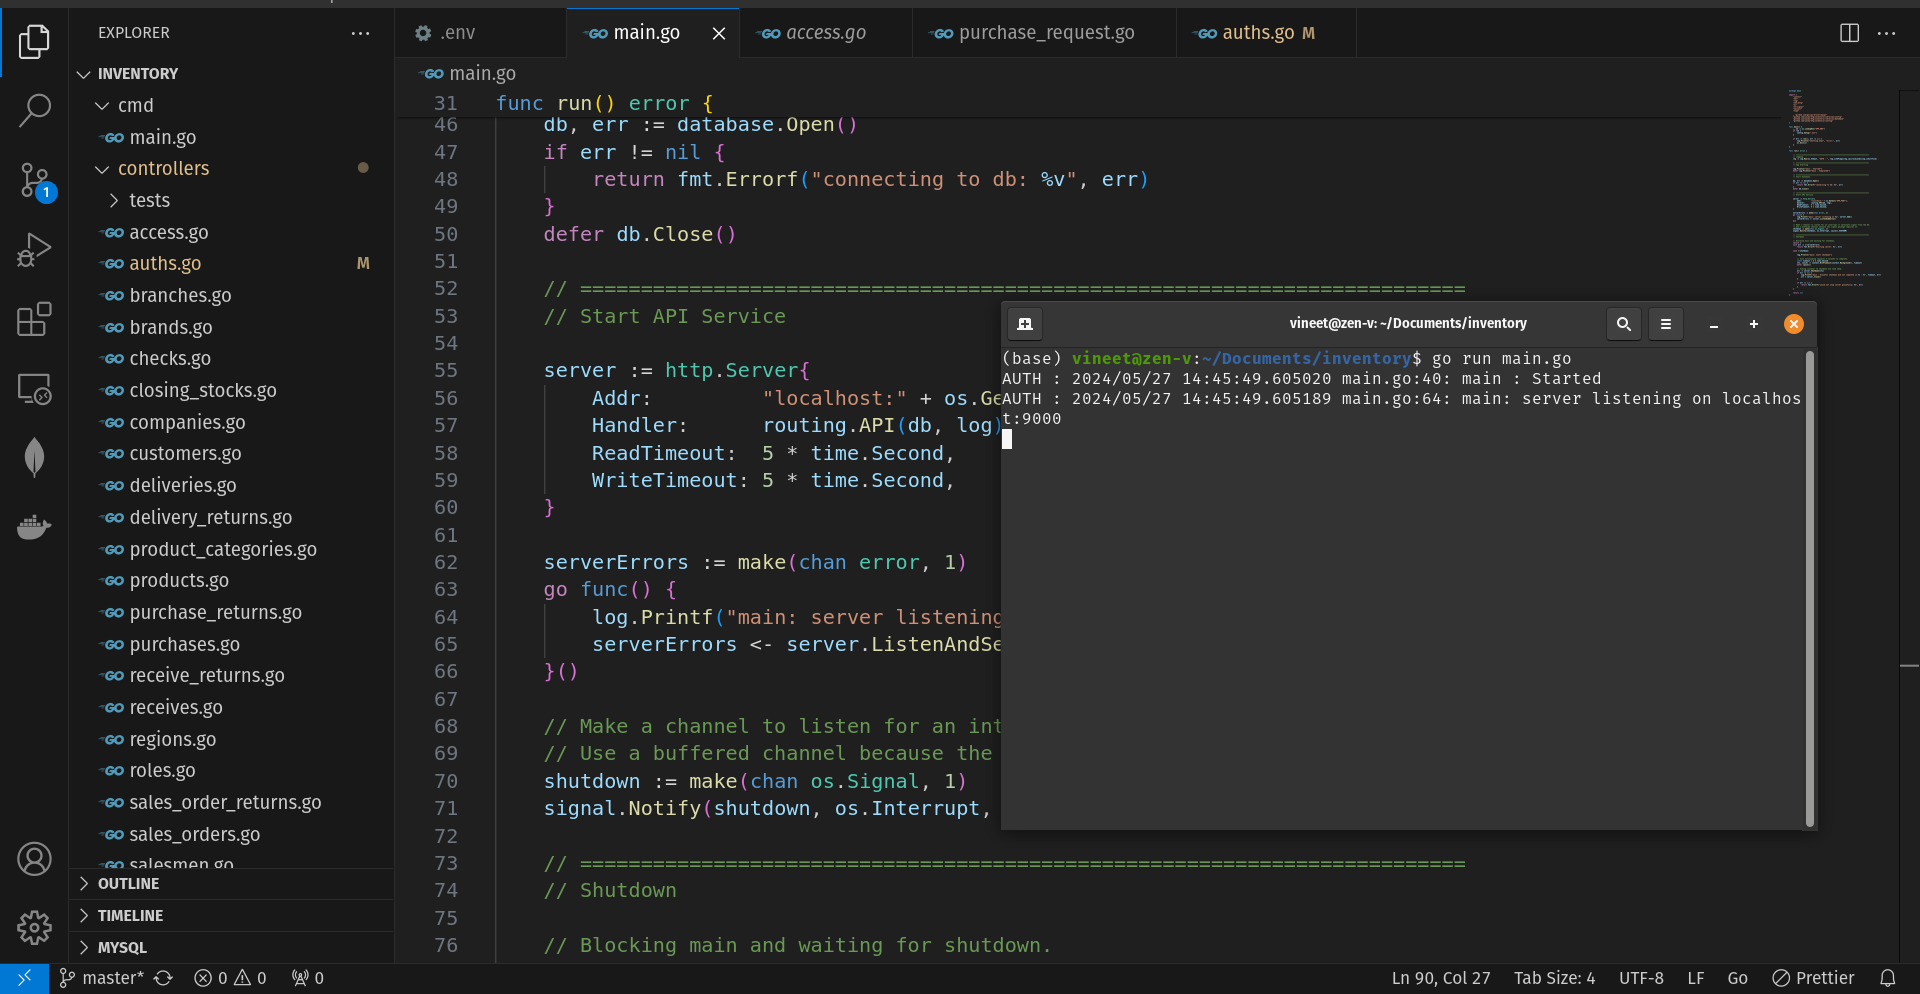 EXPLORER
INVENTORY
cmd
main.go
controllers
tests
access.go
auths.go M
branches.go
brands.go
checks.go
closing_stocks.go
companies.go
customers.go
deliveries.go
delivery_returns.go
product_categories.go
products.go
purchase_returns.go
purchases.go
receive_returns.go
receives.go
regions.go
roles.go
sales_order_returns.go
sales_orders.go
salesmen.go
OUTLINE
TIMELINE
MYSQL
1
.env
main.go
access.go
purchase_request.go
auths.go M
main.go
31 func run() error {
46 db, err := database.Open()
47 if err != nil {
48 return fmt.Errorf("connecting to db: %v", err)
49 }
50 defer db.Close()
51
52 // =========================================================================
53 // Start API Service
54
55 server := http.Server{
56 Addr: "localhost:" + os.Ge
57 Handler: routing.API(db, log)
58 ReadTimeout: 5 * time.Second,
59 WriteTimeout: 5 * time.Second,
60 }
61
62 serverErrors := make(chan error, 1)
63 go func() {
64 log.Printf("main: server listening
65 serverErrors <- server.ListenAndSe
66 }()
67
68 // Make a channel to listen for an int
69 // Use a buffered channel because the
70 shutdown := make(chan os.Signal, 1)
71 signal.Notify(shutdown, os.Interrupt,
72
73 // =========================================================================
74 // Shutdown
75
76 // Blocking main and waiting for shutdown.
vineet@zen-v: ~/Documents/inventory
(base) vineet@zen-v:~/Documents/inventory$ go run main.go
AUTH : 2024/05/27 14:45:49.605020 main.go:40: main : Started
AUTH : 2024/05/27 14:45:49.605189 main.go:64: main: server listening on localhos
t:9000
master* 0 0 0
Ln 90, Col 27 Tab Size: 4 UTF-8 LF Go Prettier